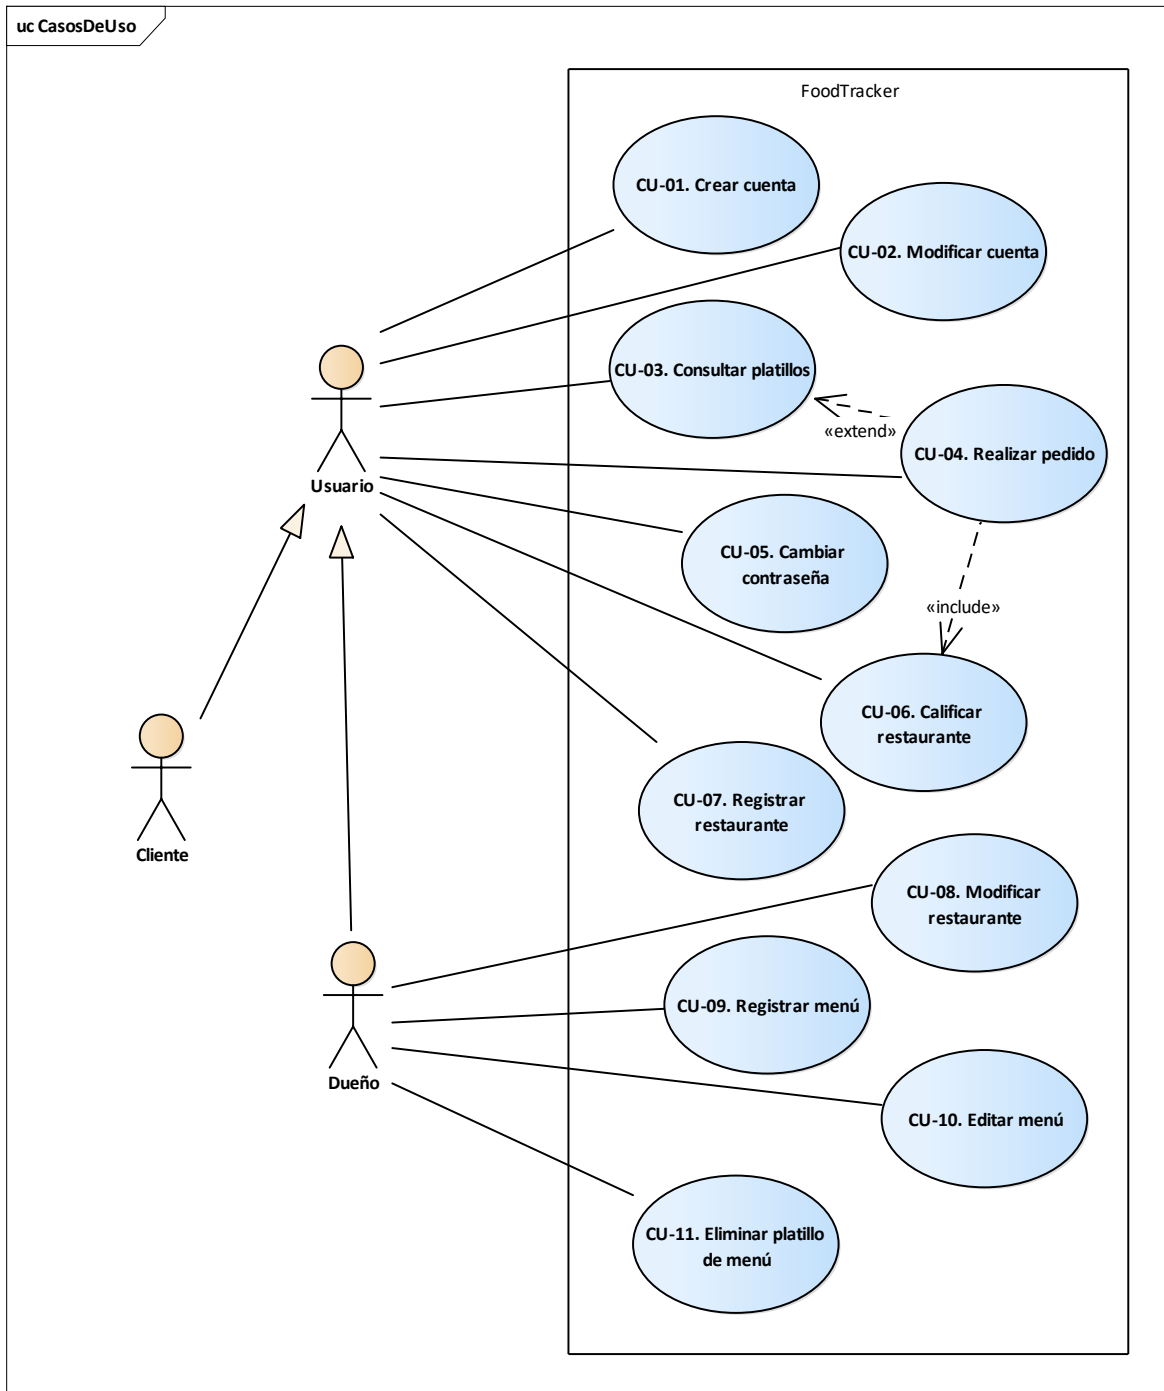 uc CasosDeUso
FoodTracker
CU-01. Crear cuenta
CU-02. Modificar cuenta
CU-03. Consultar platillos
«extend»
CU-04. Realizar pedido
Usuario
CU-05. Cambiar
contraseña
«include»
CU-06. Calificar
restaurante
CU-07. Registrar
restaurante
Cliente
CU-08. Modificar
restaurante
CU-09. Registrar menú
Dueño
CU-10. Editar menú
CU-11. Eliminar platillo
de menú